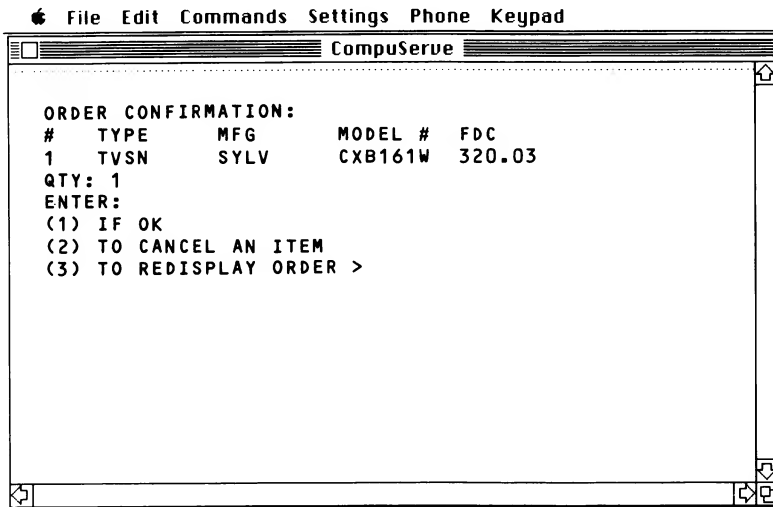 File Edit Commands Settings Phone Keypad
CompuServe
ORDER CONFIRMATION:
# TYPE MFG MODEL # FDC
1 TVSN SYLV CXB161W 320.03
QTY: 1
ENTER:
(1) IF OK
(2) TO CANCEL AN ITEM
(3) TO REDISPLAY ORDER >